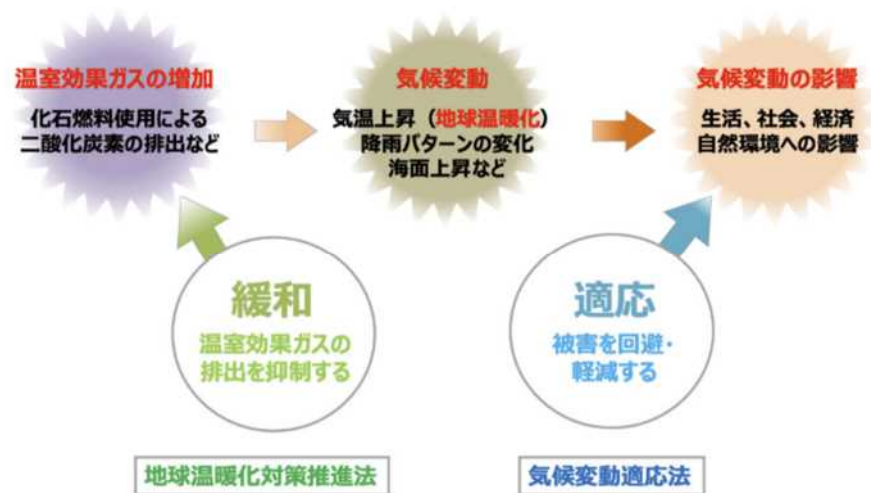 温室効果ガスの増加
化石燃料使用による
二酸化炭素の排出など
気候変動
気温上昇（地球温暖化）
降雨パターンの変化
海面上昇など
気候変動の影響
生活、社会、経済
自然環境への影響
緩和
温室効果ガスの
排出を抑制する
適応
被害を回避・
軽減する
地球温暖化対策推進法
気候変動適応法